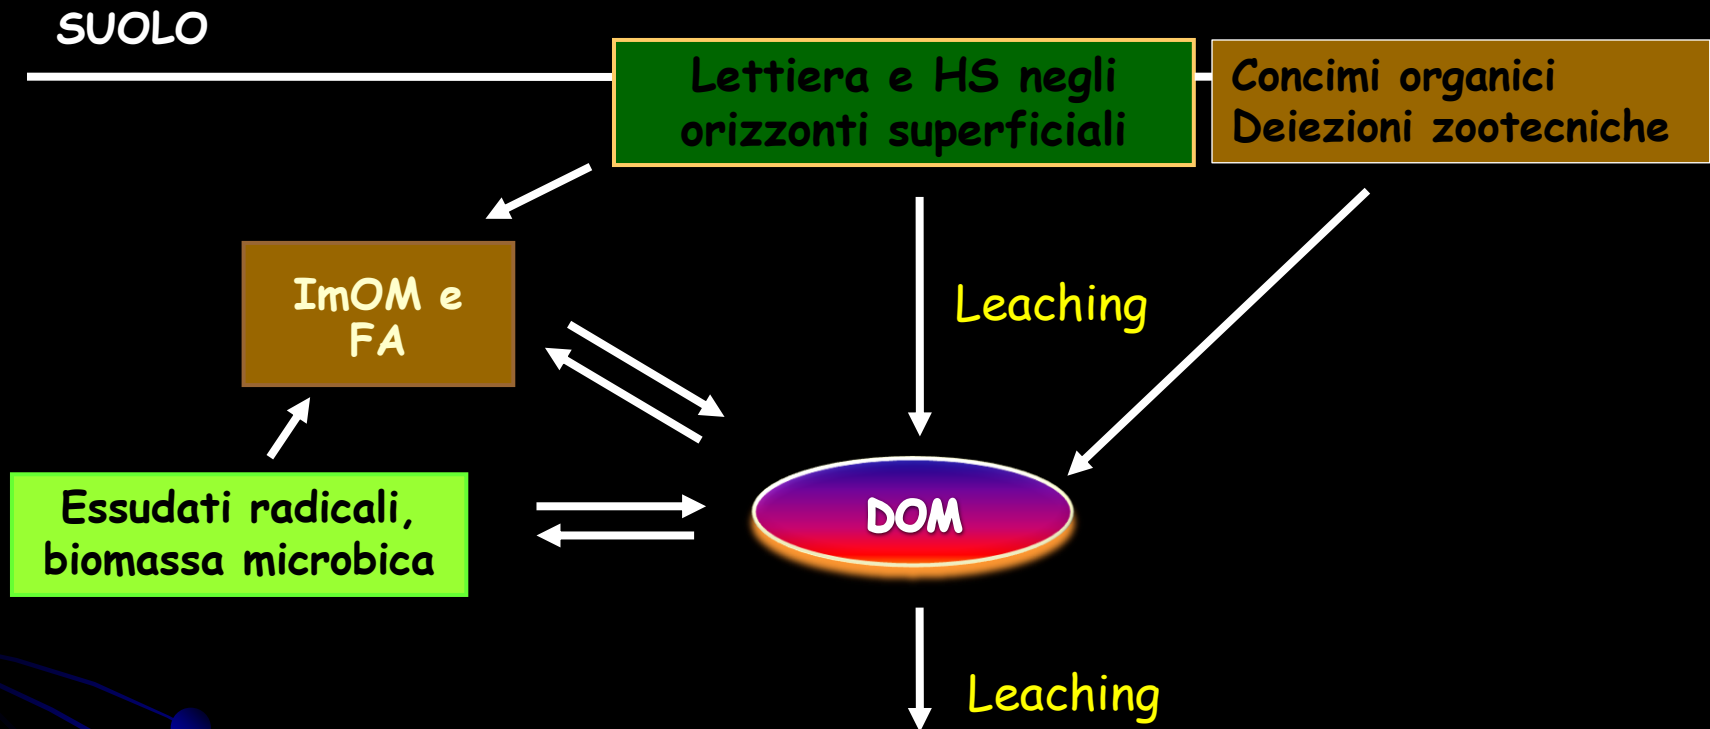 SUOLO
Lettiera e HS negli
orizzonti superficiali
Concimi organici
Deiezioni zootecniche
ImOM e
FA
Leaching
Essudati radicali,
biomassa microbica
DOM
Leaching